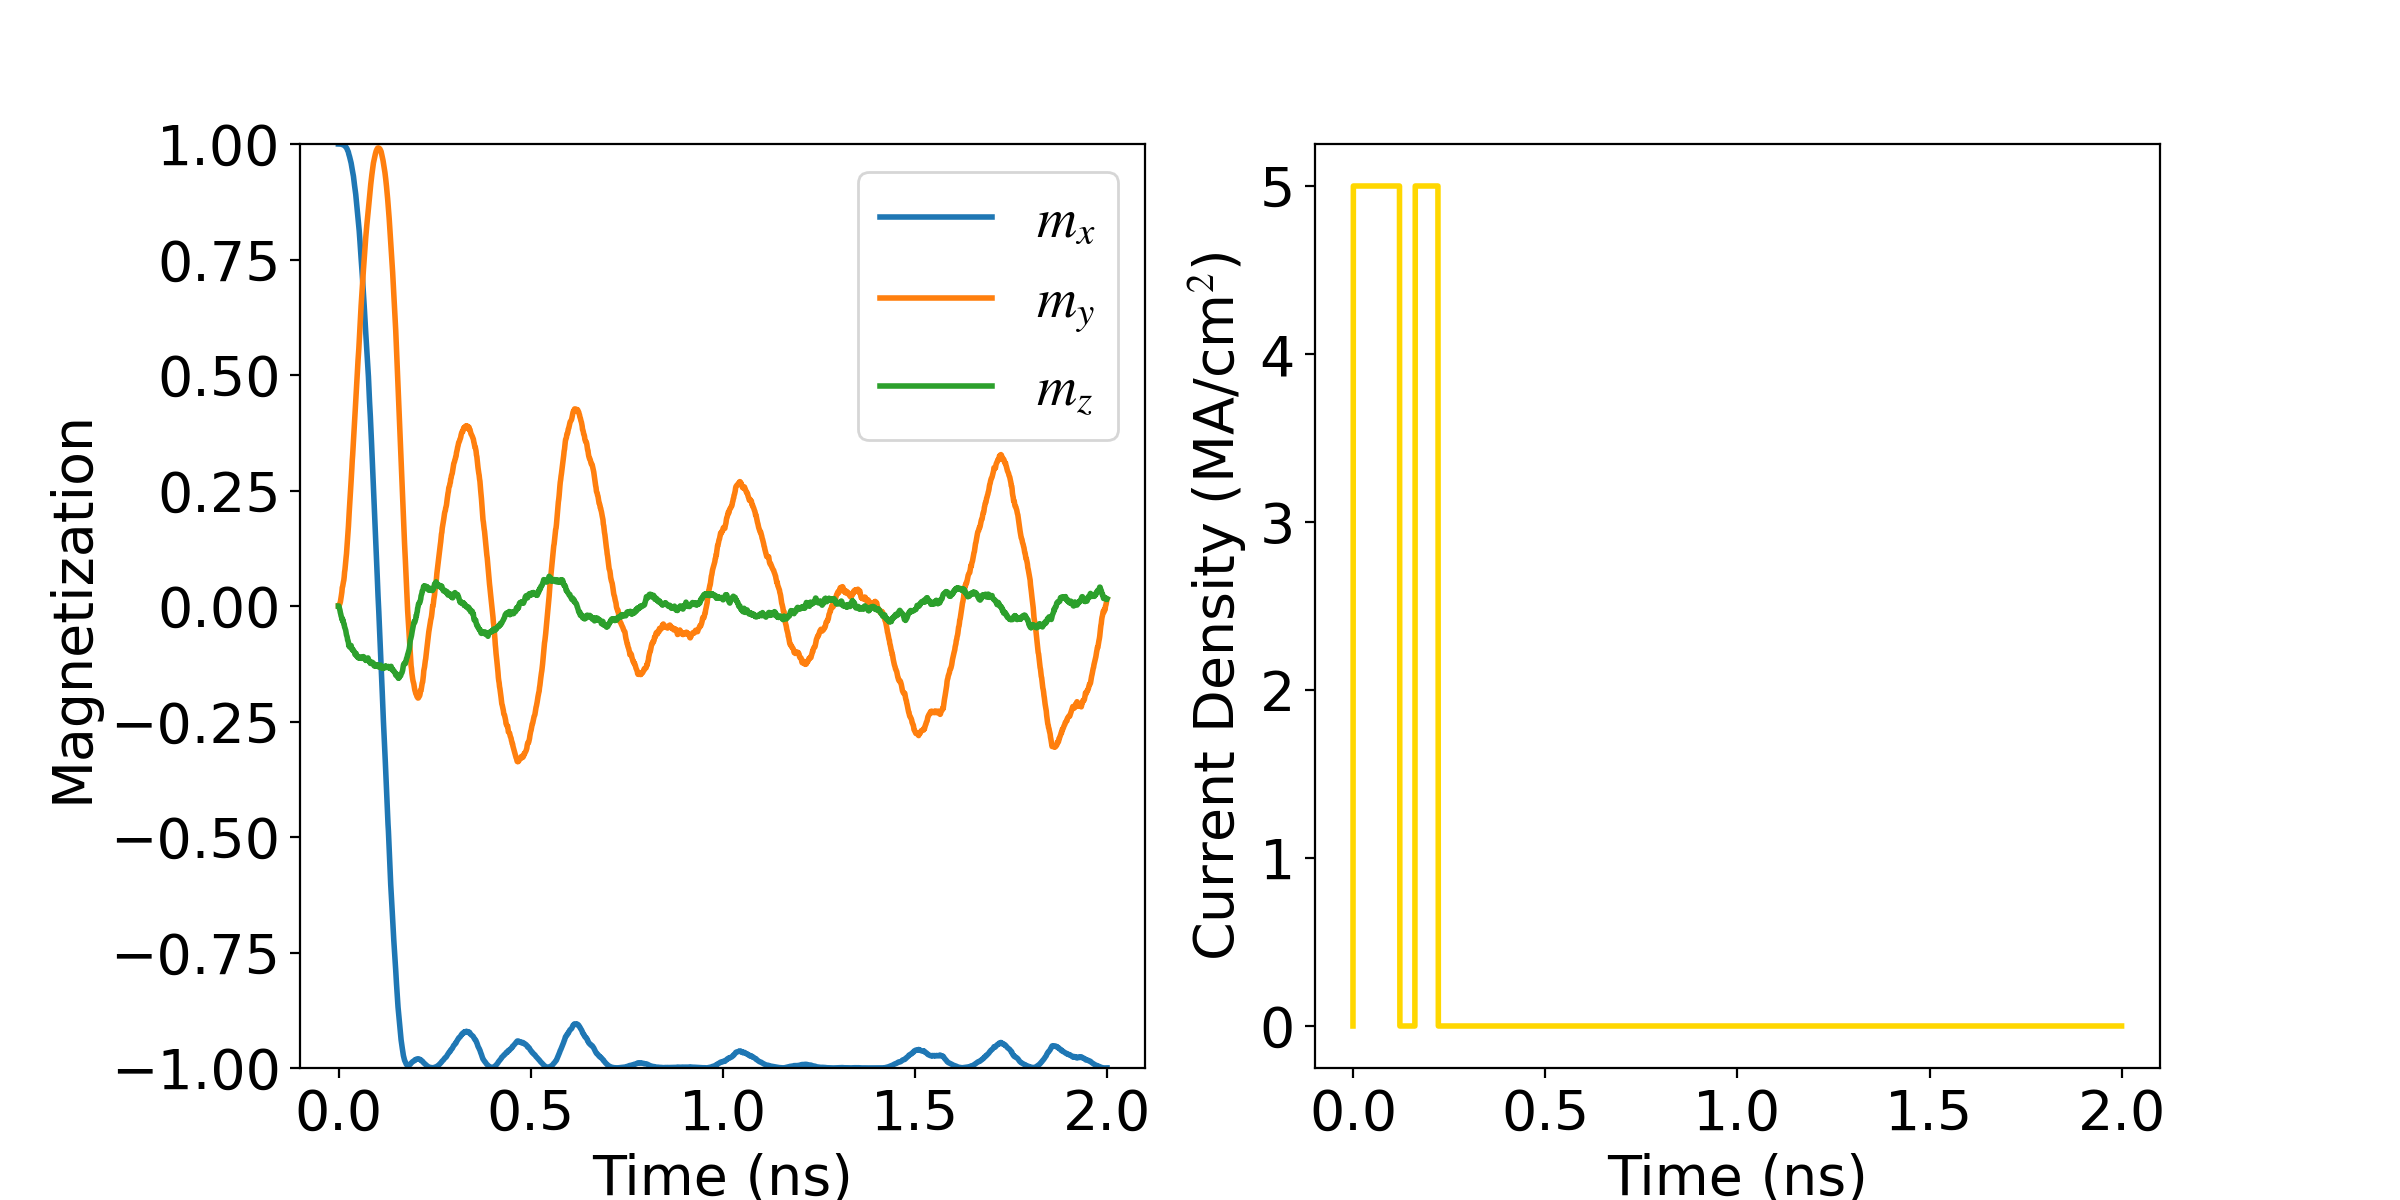 1.00
0.75
0.50
0.25
0.00
−0.25
−0.50
−0.75
−1.00
Magnetization
0.0 0.5 1.0 1.5 2.0
Time (ns)
m_x
m_y
m_z
5
4
3
2
1
0
Current Density (MA/cm²)
0.0 0.5 1.0 1.5 2.0
Time (ns)